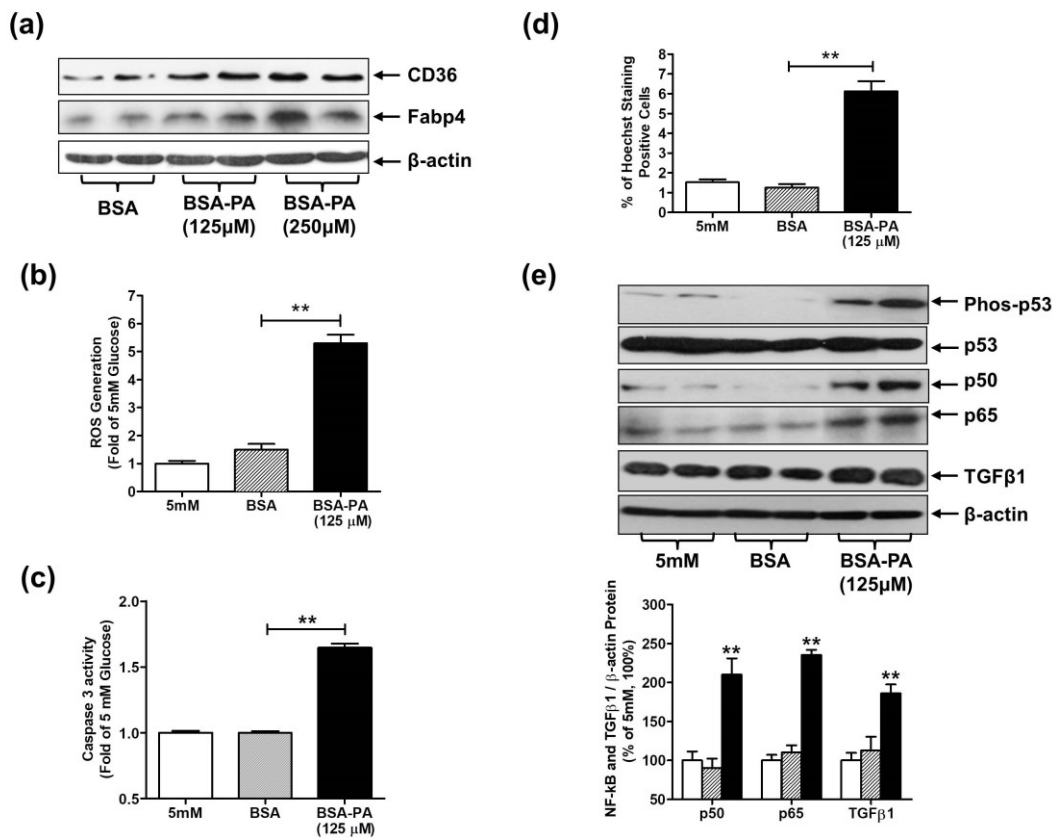 (a)
CD36
Fabp4
β-actin
BSA
BSA-PA
(125μM)
BSA-PA
(250μM)
(b)
ROS Generation
(Fold of 5mM Glucose)
7
6
5
4
3
2
1
0
**
5mM
BSA
BSA-PA
(125 μM)
(c)
Caspase 3 activity
(Fold of 5 mM Glucose)
2.0
1.5
1.0
0.5
**
5mM
BSA
BSA-PA
(125 μM)
(d)
% of Hoechst Staining
Positive Cells
8
7
6
5
4
3
2
1
0
**
5mM
BSA
BSA-PA
(125 μM)
(e)
Phos-p53
p53
p50
p65
TGFβ1
β-actin
5mM
BSA
BSA-PA
(125μM)
NF-kB and TGFβ1 / β-actin Protein
(% of 5mM, 100%)
300
250
200
150
100
50
**
**
**
p50
p65
TGFβ1